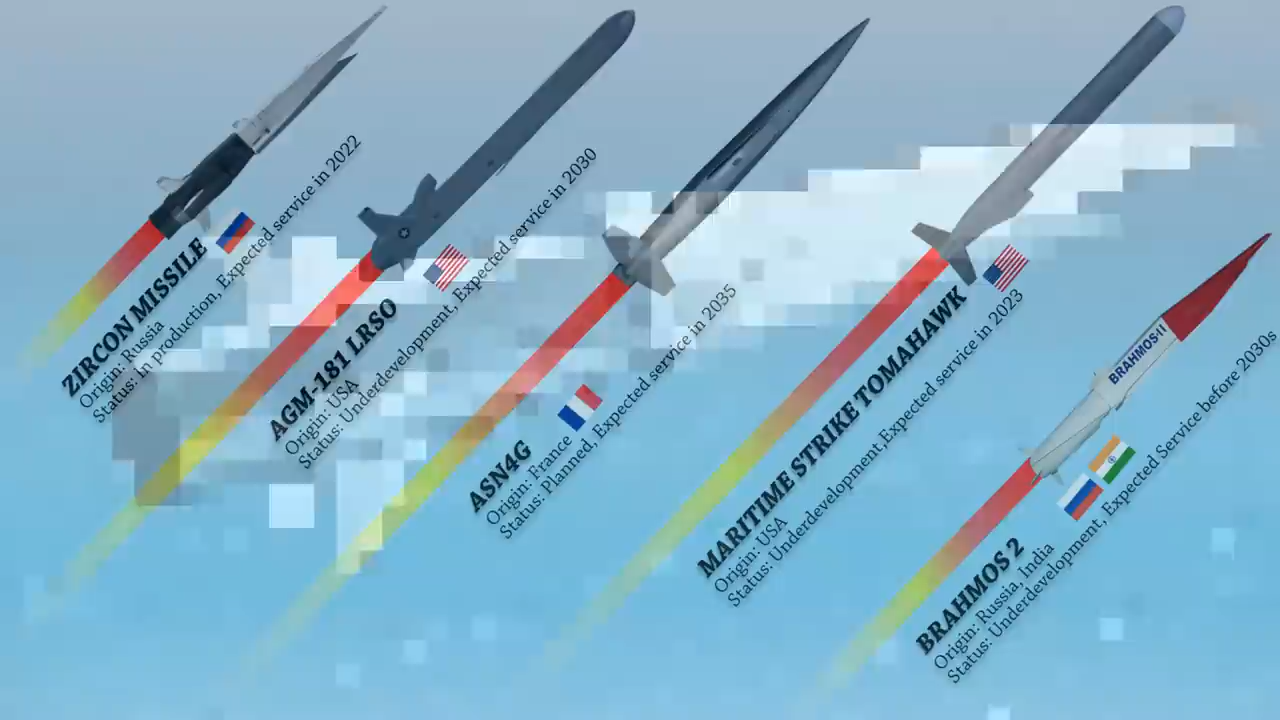 ZIRCON MISSILE
Origin: Russia
Status: In production, Expected service in 2022
AGM-181 LRSO
Origin: USA
Status: Underdevelopment, Expected service in 2030
ASN4G
Origin: France
Status: Planned, Expected service in 2035
MARITIME STRIKE TOMAHAWK
Origin: USA
Status: Underdevelopment,Expected service in 2023
BRAHMOS-II
BRAHMOS 2
Origin: Russia, India
Status: Underdevelopment, Expected Service before 2030s